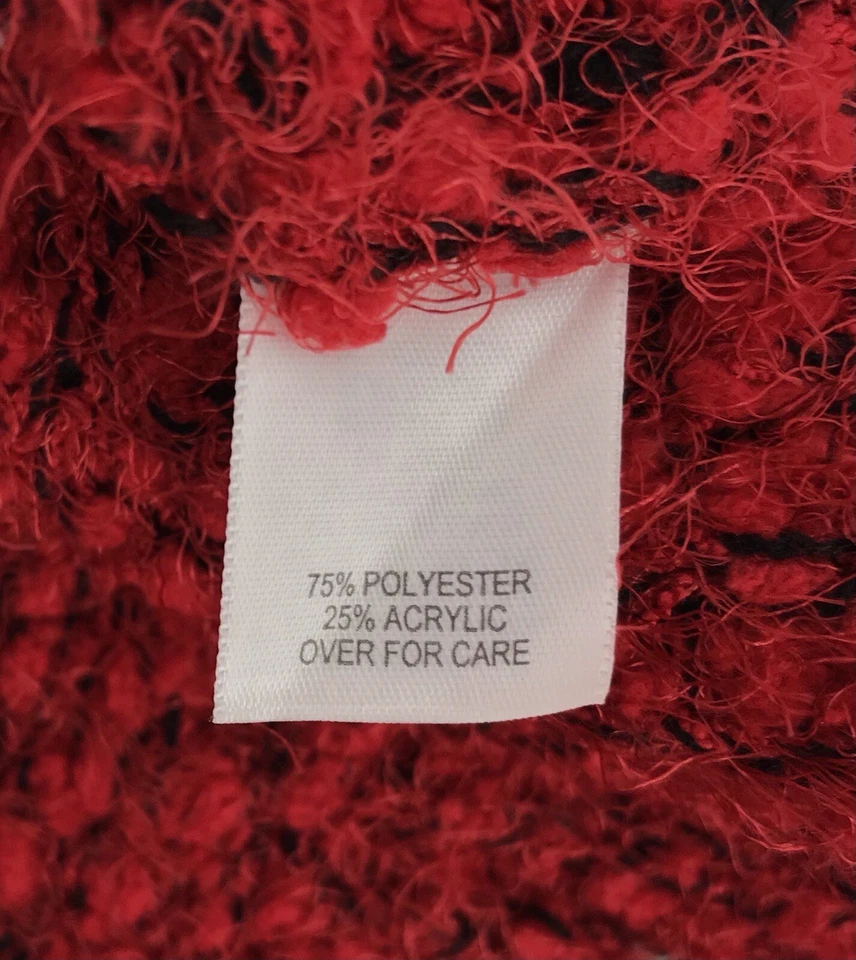 75% POLYESTER
25% ACRYLIC
OVER FOR CARE